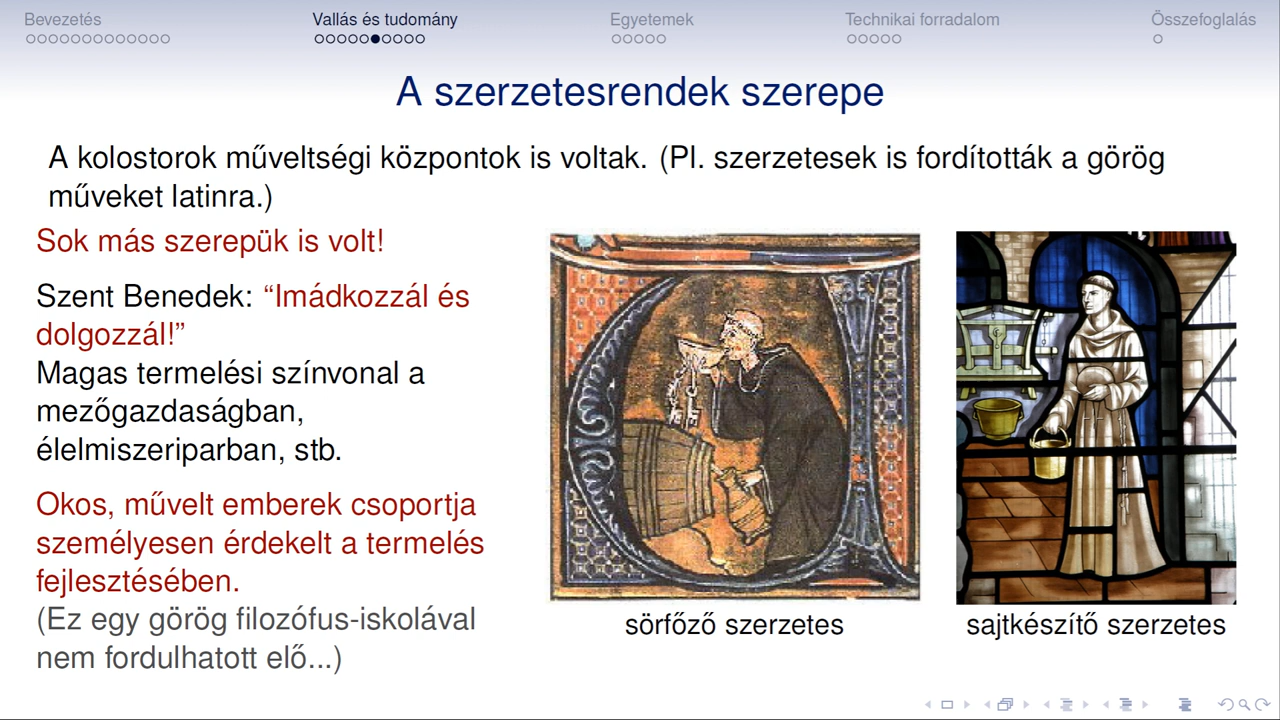 Bevezetés
Vallás és tudomány
Egyetemek
Technikai forradalom
Összefoglalás
A szerzetesrendek szerepe
A kolostorok műveltségi központok is voltak. (Pl. szerzetesek is fordították a görög
műveket latinra.)
Sok más szerepük is volt!
Szent Benedek: “Imádkozzál és
dolgozzál!”
Magas termelési színvonal a
mezőgazdaságban,
élelmiszeriparban, stb.
Okos, művelt emberek csoportja
személyesen érdekelt a termelés
fejlesztésében.
(Ez egy görög filozófus-iskolával
nem fordulhatott elő...)
sörfőző szerzetes
sajtkészítő szerzetes